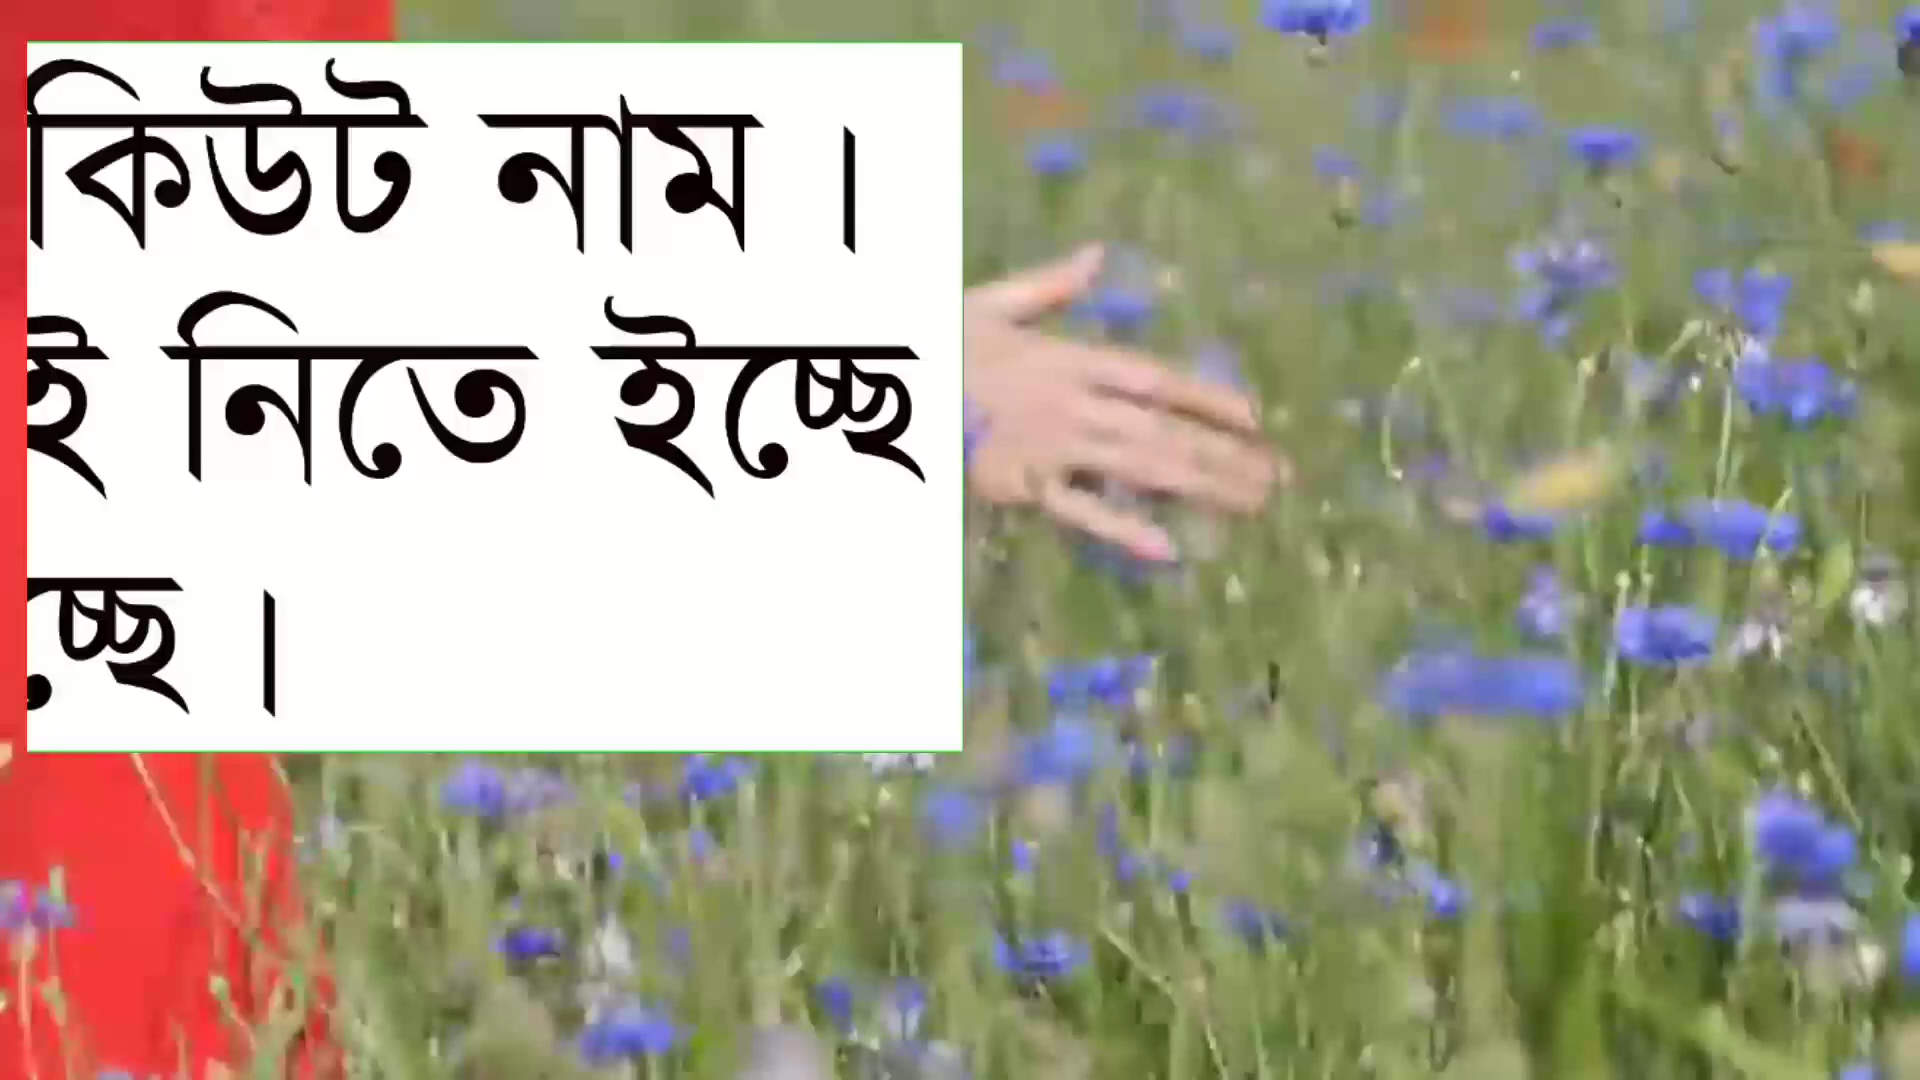 কিউট নাম ।
ই নিতে ইচ্ছে
চ্ছে ।